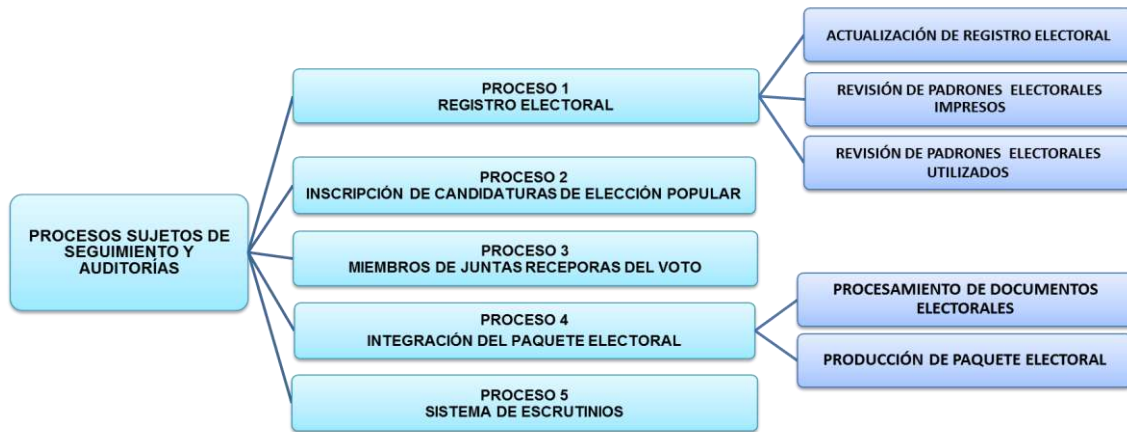 PROCESOS SUJETOS DE
SEGUIMIENTO Y
AUDITORÍAS
PROCESO 1
REGISTRO ELECTORAL
ACTUALIZACIÓN DE REGISTRO ELECTORAL
REVISIÓN DE PADRONES ELECTORALES
IMPRESOS
REVISIÓN DE PADRONES ELECTORALES
UTILIZADOS
PROCESO 2
INSCRIPCIÓN DE CANDIDATURAS DE ELECCIÓN POPULAR
PROCESO 3
MIEMBROS DE JUNTAS RECEPORAS DEL VOTO
PROCESO 4
INTEGRACIÓN DEL PAQUETE ELECTORAL
PROCESAMIENTO DE DOCUMENTOS
ELECTORALES
PRODUCCIÓN DE PAQUETE ELECTORAL
PROCESO 5
SISTEMA DE ESCRUTINIOS